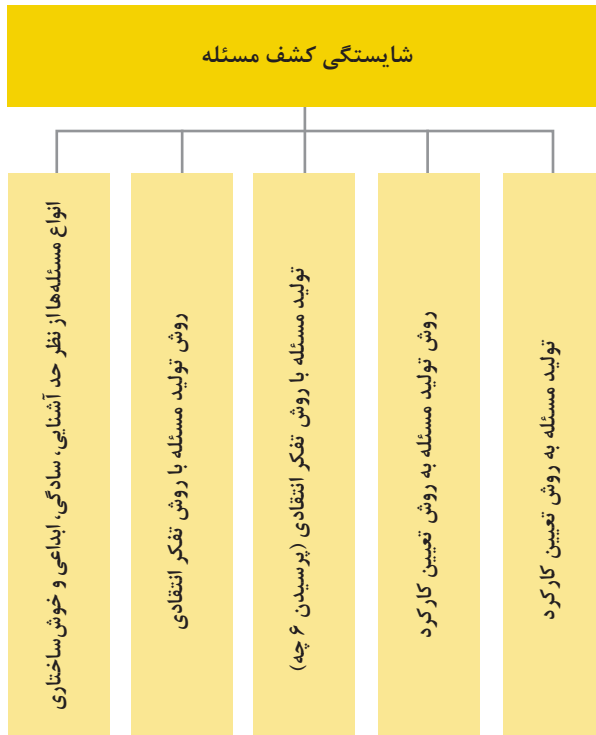 شایستگی کشف مسئله
تولید مسئله به روش تعیین کارکرد
روش تولید مسئله به روش تعیین کارکرد
تولید مسئله با روش تفکر انتقادی (پرسیدن ۶ چه)
روش تولید مسئله با روش تفکر انتقادی
انواع مسئله‌ها از نظر حد آشنایی، سادگی، ابداعی و خوش‌ساختاری